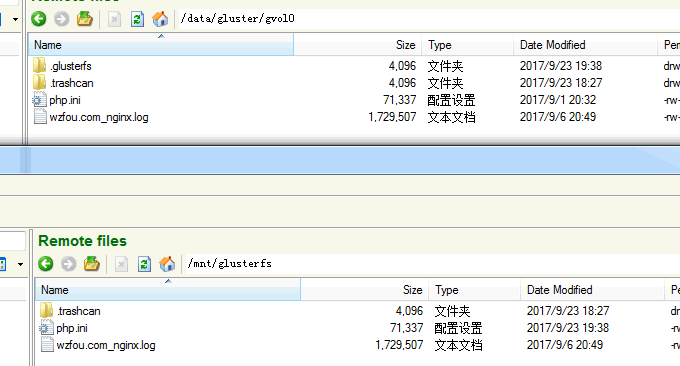 Remote files
/data/gluster/gvol0
Name Size Type Date Modified Per
.glusterfs 4,096 文件夹 2017/9/23 19:38 drw
.trashcan 4,096 文件夹 2017/9/23 18:27 drw
php.ini 71,337 配置设置 2017/9/1 20:32 -rw-
wzfou.com_nginx.log 1,729,507 文本文档 2017/9/6 20:49 -rw-
Remote files
/mnt/glusterfs
Name Size Type Date Modified Pe
.trashcan 4,096 文件夹 2017/9/23 18:27 dr
php.ini 71,337 配置设置 2017/9/23 19:38 -rw
wzfou.com_nginx.log 1,729,507 文本文档 2017/9/6 20:49 -rw